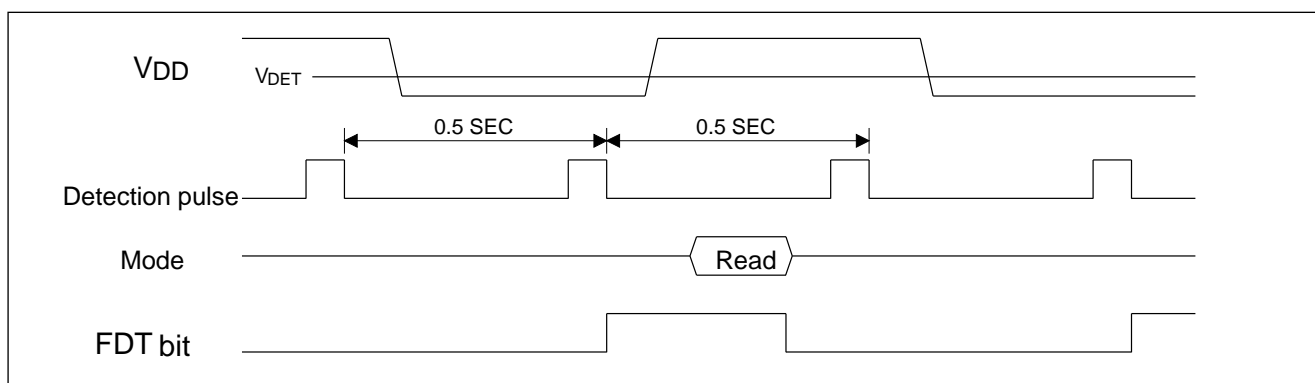 VDD
VDET
0.5 SEC 0.5 SEC
Detection pulse
Mode Read
FDT bit